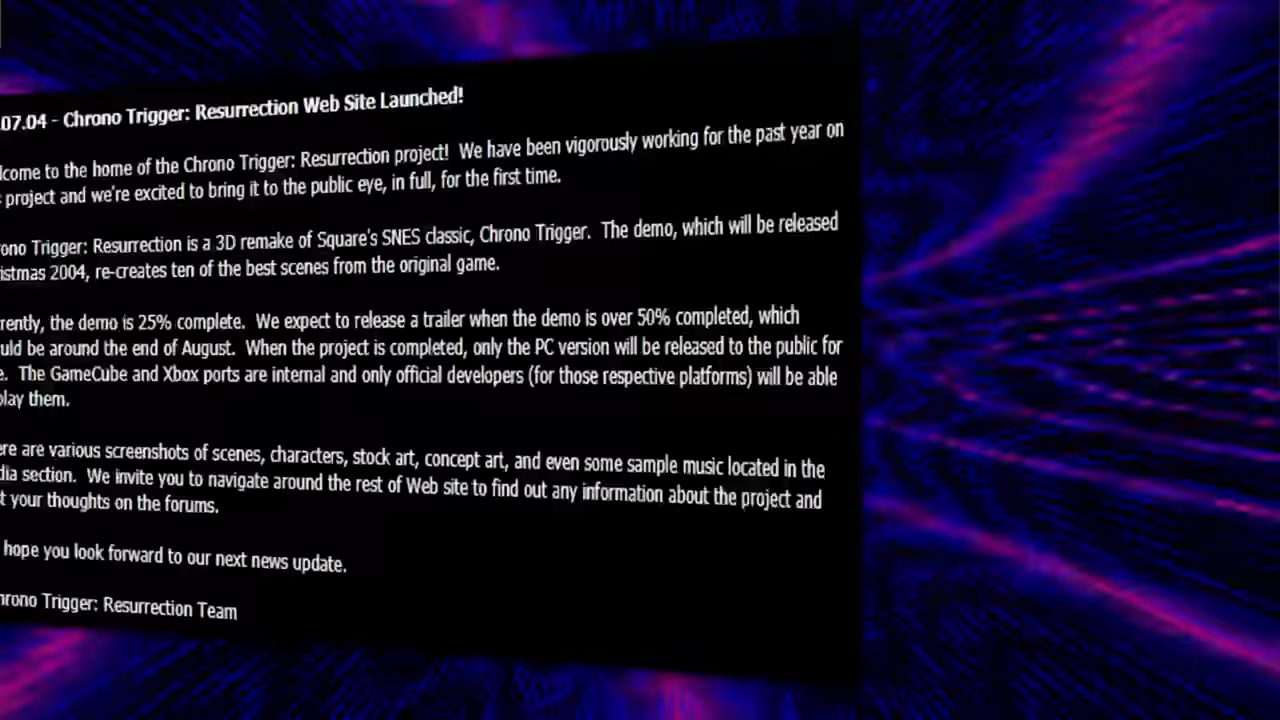 .07.04 - Chrono Trigger: Resurrection Web Site Launched!
lcome to the home of the Chrono Trigger: Resurrection project! We have been vigorously working for the past year on
project and we're excited to bring it to the public eye, in full, for the first time.
ono Trigger: Resurrection is a 3D remake of Square's SNES classic, Chrono Trigger. The demo, which will be released
istmas 2004, re-creates ten of the best scenes from the original game.
rently, the demo is 25% complete. We expect to release a trailer when the demo is over 50% completed, which
uld be around the end of August. When the project is completed, only the PC version will be released to the public for
e. The GameCube and Xbox ports are internal and only official developers (for those respective platforms) will be able
play them.
ere are various screenshots of scenes, characters, stock art, concept art, and even some sample music located in the
dia section. We invite you to navigate around the rest of Web site to find out any information about the project and
t your thoughts on the forums.
hope you look forward to our next news update.
hrono Trigger: Resurrection Team